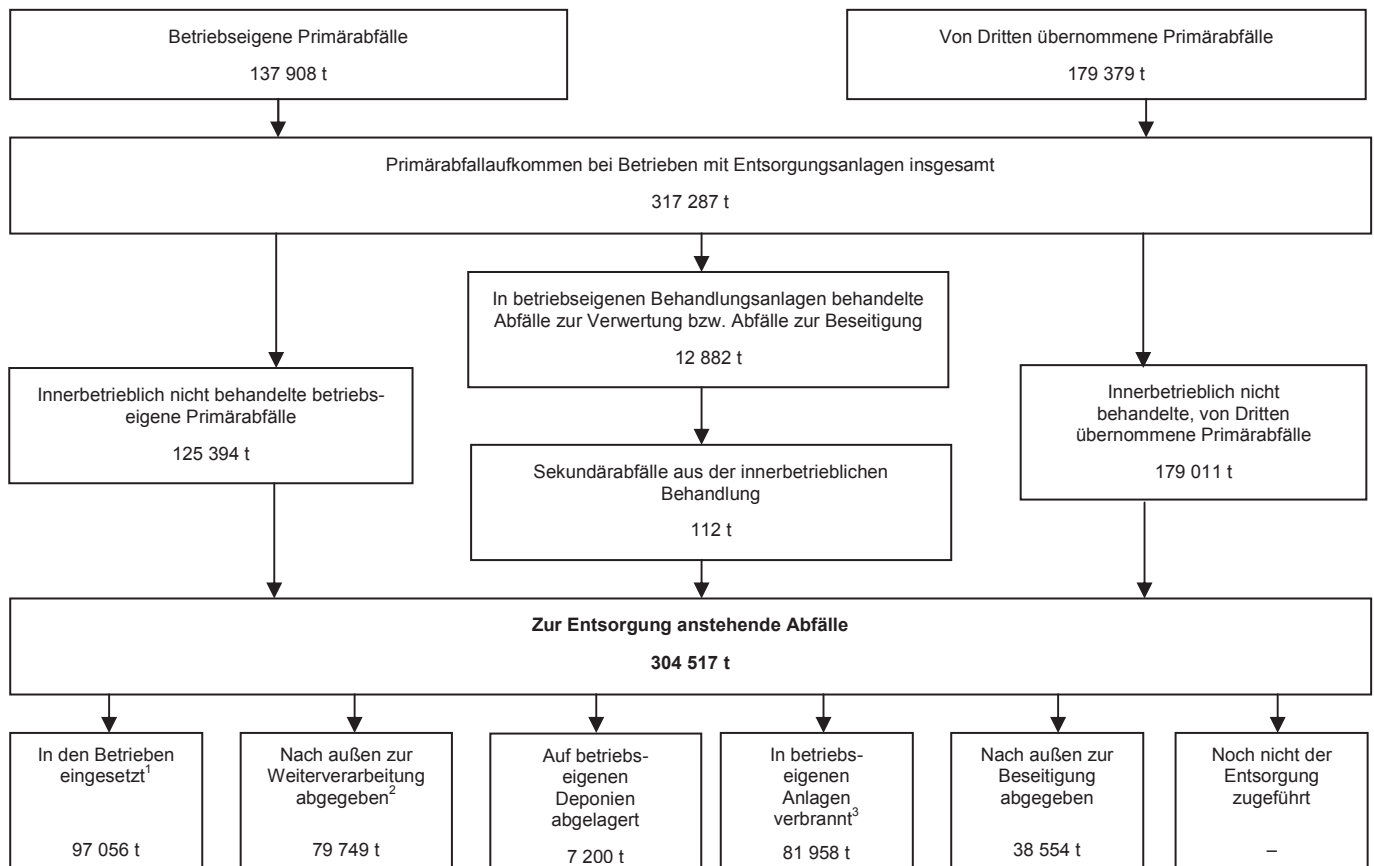 Betriebseigene Primärabfälle
137 908 t
Von Dritten übernommene Primärabfälle
179 379 t
Primärabfallaufkommen bei Betrieben mit Entsorgungsanlagen insgesamt
317 287 t
In betriebseigenen Behandlungsanlagen behandelte
Abfälle zur Verwertung bzw. Abfälle zur Beseitigung
12 882 t
Innerbetrieblich nicht behandelte betriebs-
eigene Primärabfälle
125 394 t
Innerbetrieblich nicht
behandelte, von Dritten
übernommene Primärabfälle
179 011 t
Sekundärabfälle aus der innerbetrieblichen
Behandlung
112 t
Zur Entsorgung anstehende Abfälle
304 517 t
In den Betrieben
eingesetzt¹
97 056 t
Nach außen zur
Weiterverarbeitung
abgegeben²
79 749 t
Auf betriebs-
eigenen
Deponien
abgelagert
7 200 t
In betriebs-
eigenen
Anlagen
verbrannt³
81 958 t
Nach außen zur
Beseitigung
abgegeben
38 554 t
Noch nicht der
Entsorgung
zugeführt
–